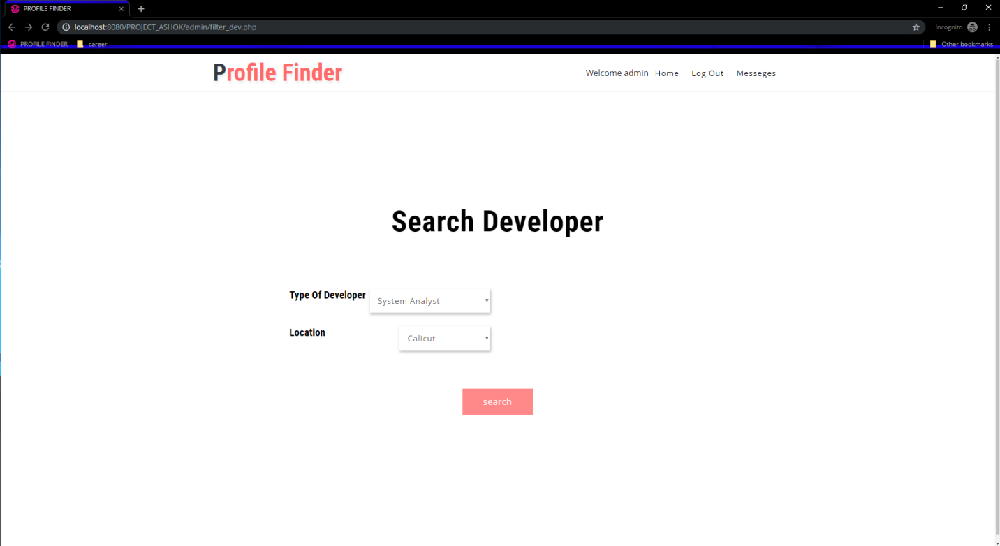 PROFILE FINDER
localhost:8080/PROJECT_ASHOK/admin/filter_dev.php
Incognito
PROFILE FINDER career Other bookmarks
Profile Finder Welcome admin Home Log Out Messeges
Search Developer
Type Of Developer System Analyst
Location Calicut
search